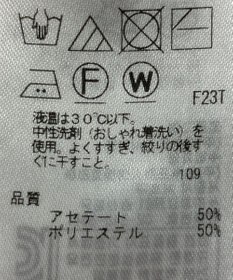 F W
F23T
液温は30℃以下。
中性洗剤(おしゃれ着洗い)を
使用。よくすすぎ、絞りの後す
ぐに干すこと。
109
品質
アセテート 50%
ポリエステル 50%